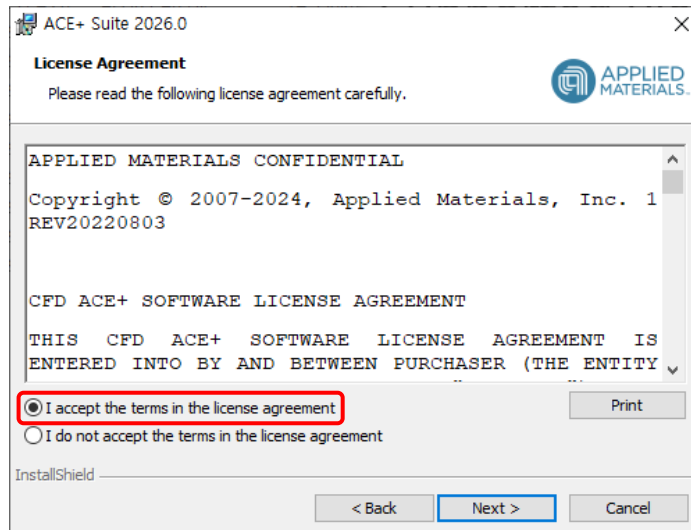 ACE+ Suite 2026.0
License Agreement
Please read the following license agreement carefully.
APPLIED
MATERIALS
APPLIED MATERIALS CONFIDENTIAL
Copyright © 2007-2024, Applied Materials, Inc. 1
REV20220803
CFD ACE+ SOFTWARE LICENSE AGREEMENT
THIS CFD ACE+ SOFTWARE LICENSE AGREEMENT IS
ENTERED INTO BY AND BETWEEN PURCHASER (THE ENTITY
I accept the terms in the license agreement
Print
I do not accept the terms in the license agreement
InstallShield
< Back
Next >
Cancel